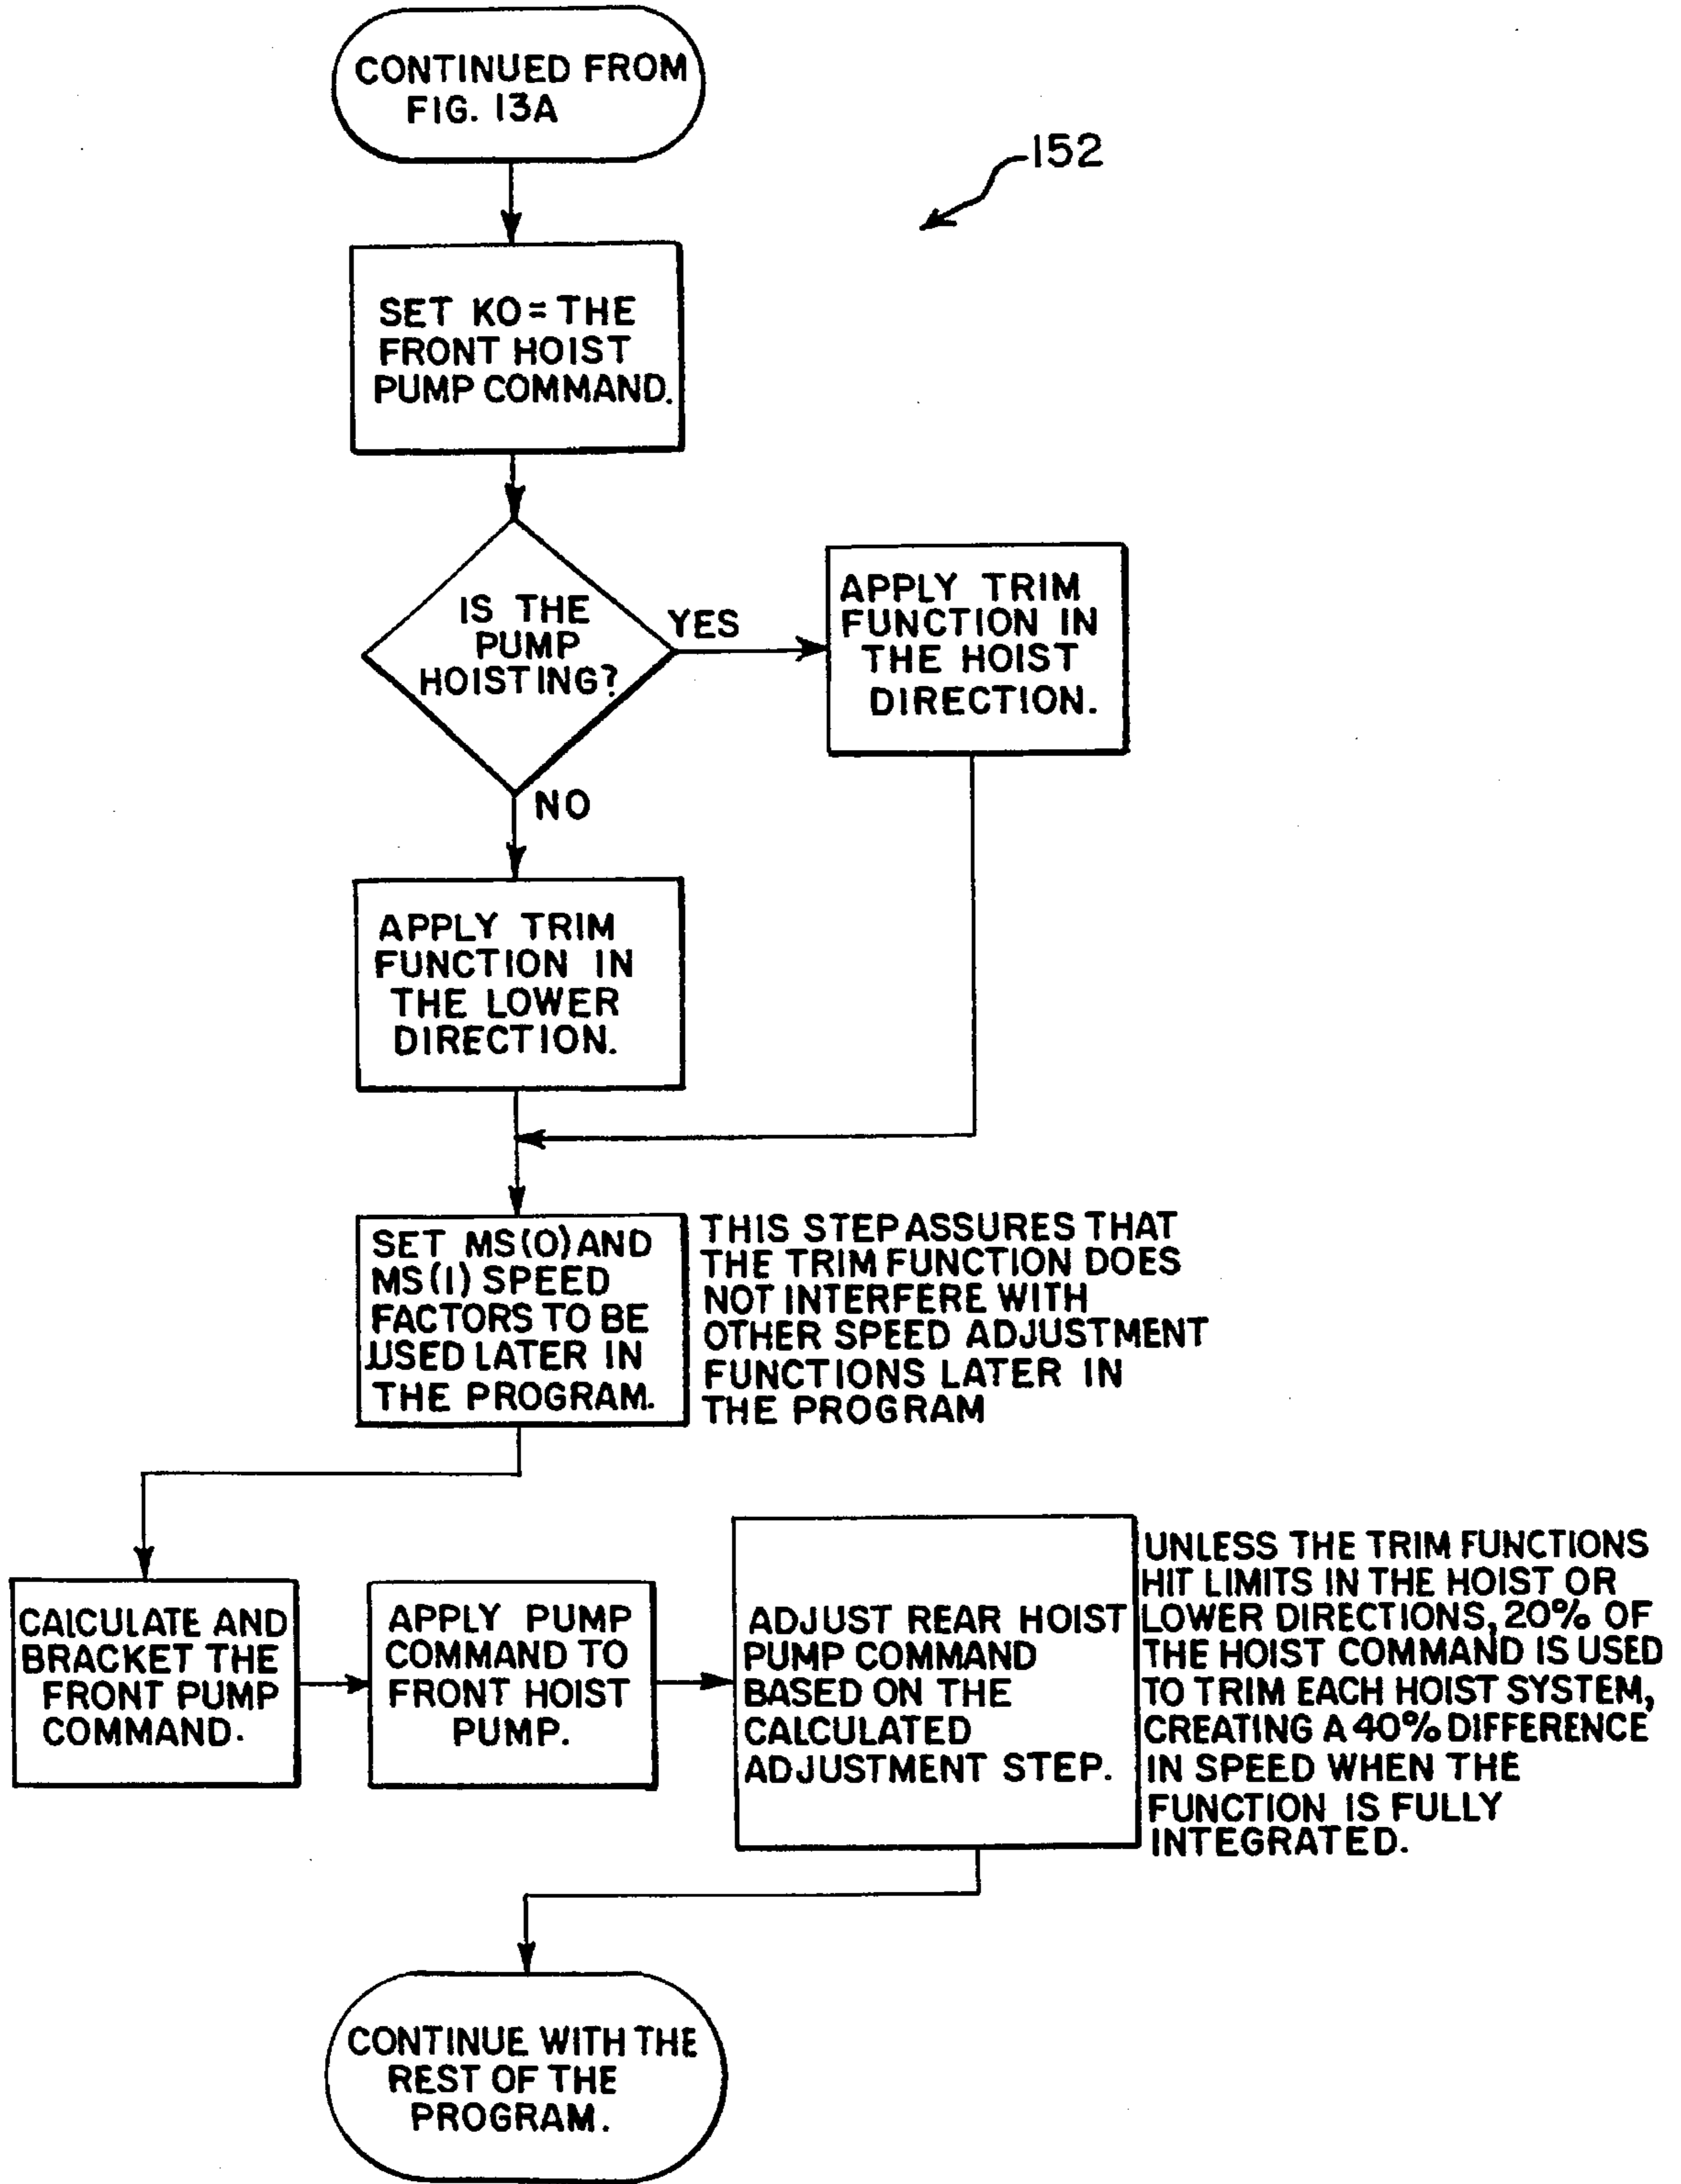 CONTINUED FROM
FIG. 13A
152
SET KO = THE
FRONT HOIST
PUMP COMMAND.
IS THE
PUMP
HOISTING?
YES
APPLY TRIM
FUNCTION IN
THE HOIST
DIRECTION.
NO
APPLY TRIM
FUNCTION IN
THE LOWER
DIRECTION.
SET MS(0) AND
MS(1) SPEED
FACTORS TO BE
USED LATER IN
THE PROGRAM.
THIS STEP ASSURES THAT
THE TRIM FUNCTION DOES
NOT INTERFERE WITH
OTHER SPEED ADJUSTMENT
FUNCTIONS LATER IN
THE PROGRAM
CALCULATE AND
BRACKET THE
FRONT PUMP
COMMAND.
APPLY PUMP
COMMAND TO
FRONT HOIST
PUMP.
ADJUST REAR HOIST
PUMP COMMAND
BASED ON THE
CALCULATED
ADJUSTMENT STEP.
UNLESS THE TRIM FUNCTIONS
HIT LIMITS IN THE HOIST OR
LOWER DIRECTIONS, 20% OF
THE HOIST COMMAND IS USED
TO TRIM EACH HOIST SYSTEM,
CREATING A 40% DIFFERENCE
IN SPEED WHEN THE
FUNCTION IS FULLY
INTEGRATED.
CONTINUE WITH THE
REST OF THE
PROGRAM.